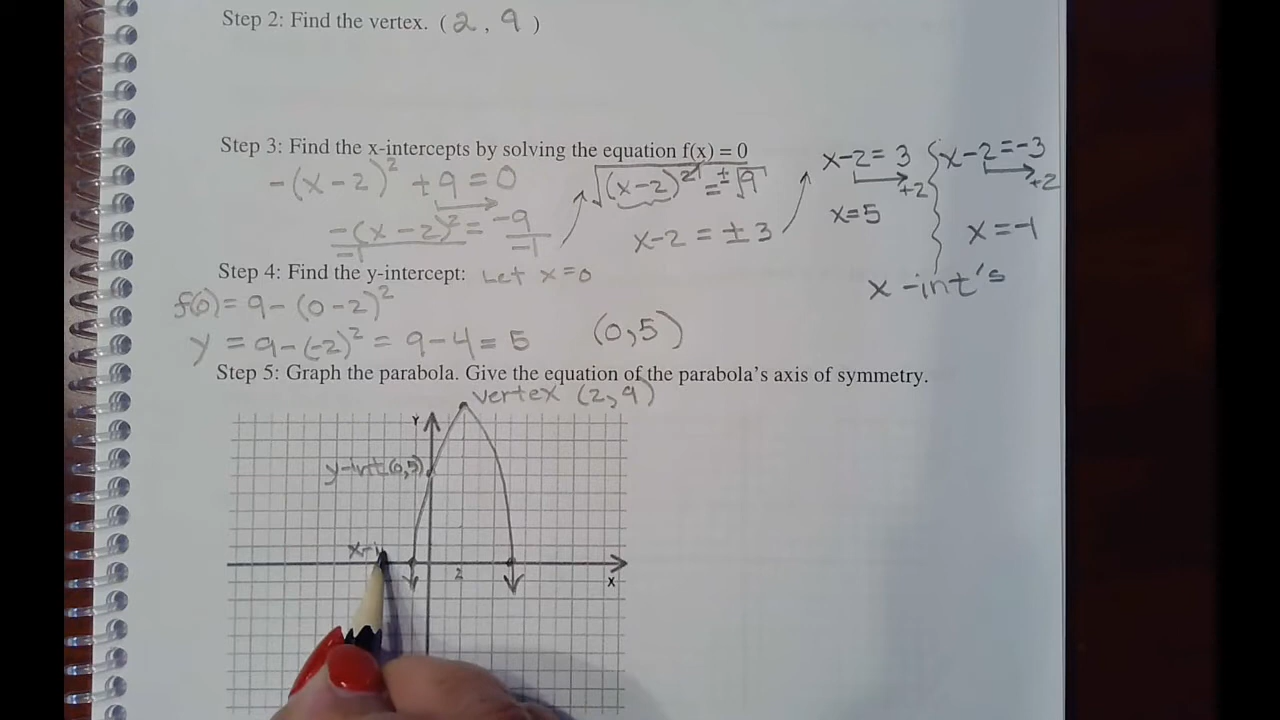 Step 2: Find the vertex. (2, 9)
Step 3: Find the x-intercepts by solving the equation f(x) = 0
-(x-2)² + 9 = 0
-(x-2)² = -9
-1 -1
√(x-2)² = ±√9
x-2 = ±3
x-2 = 3
+2
x=5
x-2=-3
+2
x=-1
x-int's
Step 4: Find the y-intercept: Let x=0
f(0) = 9-(0-2)²
y = 9-(-2)² = 9-4 = 5 (0,5)
Step 5: Graph the parabola. Give the equation of the parabola's axis of symmetry.
vertex (2,9)
Y
y-int(0,5)
x-i
2
X